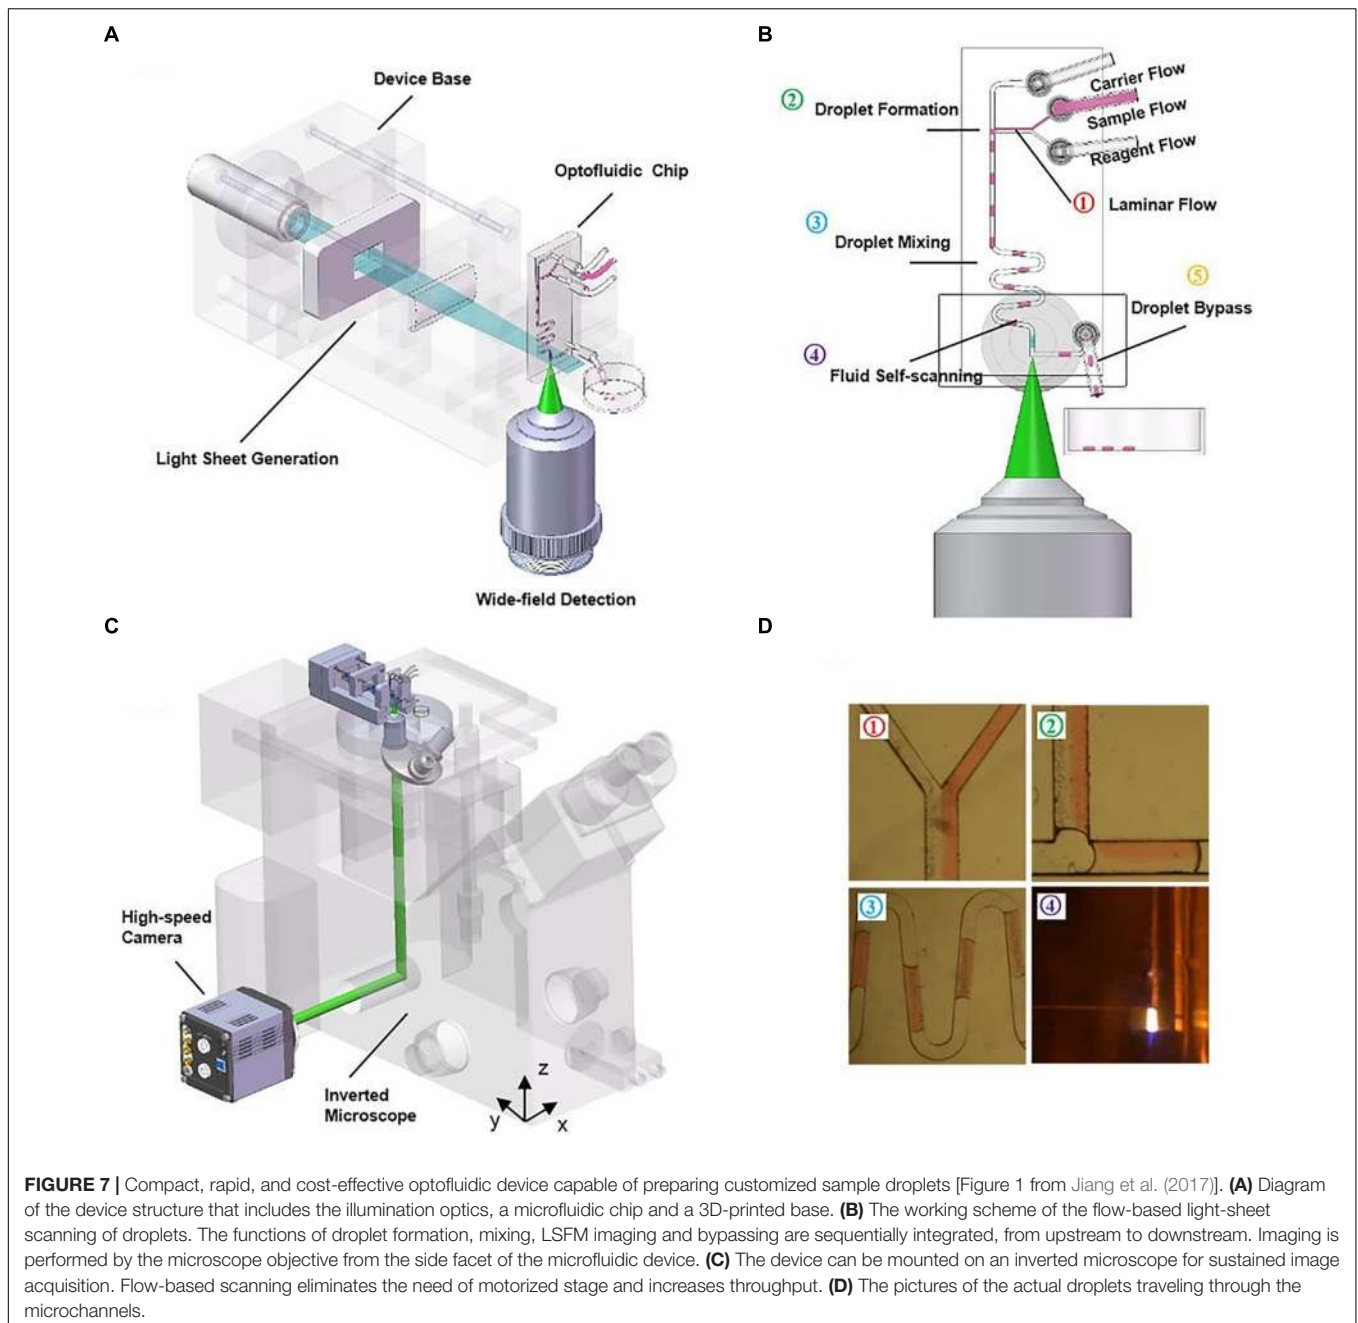 A
Device Base
Optofluidic Chip
Light Sheet Generation
Wide-field Detection
B
② Droplet Formation
Carrier Flow
Sample Flow
Reagent Flow
① Laminar Flow
③ Droplet Mixing
⑤
Droplet Bypass
④ Fluid Self-scanning
C
High-speed
Camera
Inverted
Microscope
z
y
x
D
①
②
③
④
FIGURE 7 | Compact, rapid, and cost-effective optofluidic device capable of preparing customized sample droplets [Figure 1 from Jiang et al. (2017)]. (A) Diagram
of the device structure that includes the illumination optics, a microfluidic chip and a 3D-printed base. (B) The working scheme of the flow-based light-sheet
scanning of droplets. The functions of droplet formation, mixing, LSFM imaging and bypassing are sequentially integrated, from upstream to downstream. Imaging is
performed by the microscope objective from the side facet of the microfluidic device. (C) The device can be mounted on an inverted microscope for sustained image
acquisition. Flow-based scanning eliminates the need of motorized stage and increases throughput. (D) The pictures of the actual droplets traveling through the
microchannels.